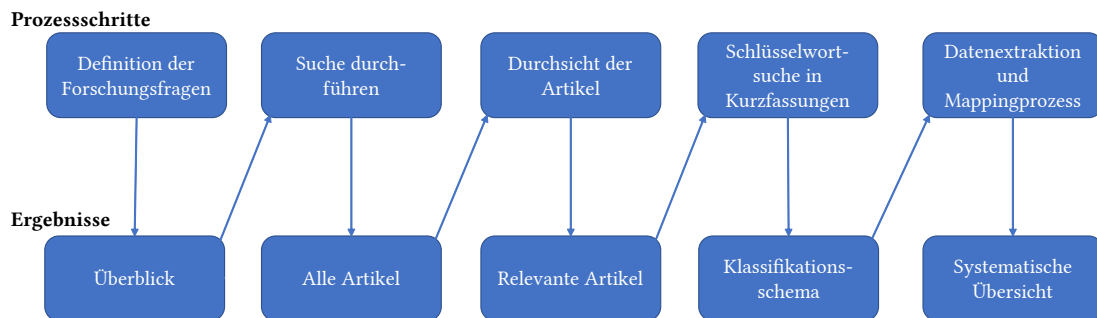 Prozessschritte
Definition der
Forschungsfragen
Suche durch-
führen
Durchsicht der
Artikel
Schlüsselwort-
suche in
Kurzfassungen
Datenextraktion
und
Mappingprozess
Ergebnisse
Überblick
Alle Artikel
Relevante Artikel
Klassifikations-
schema
Systematische
Übersicht